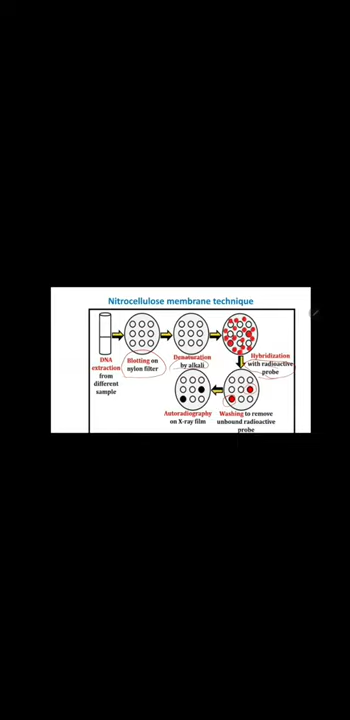 Nitrocellulose membrane technique
DNA
extraction
from
different
sample
Blotting on
nylon filter
Denaturation
by alkali
Hybridization
with radioactive
probe
Autoradiography
on X-ray film
Washing to remove
unbound radioactive
probe